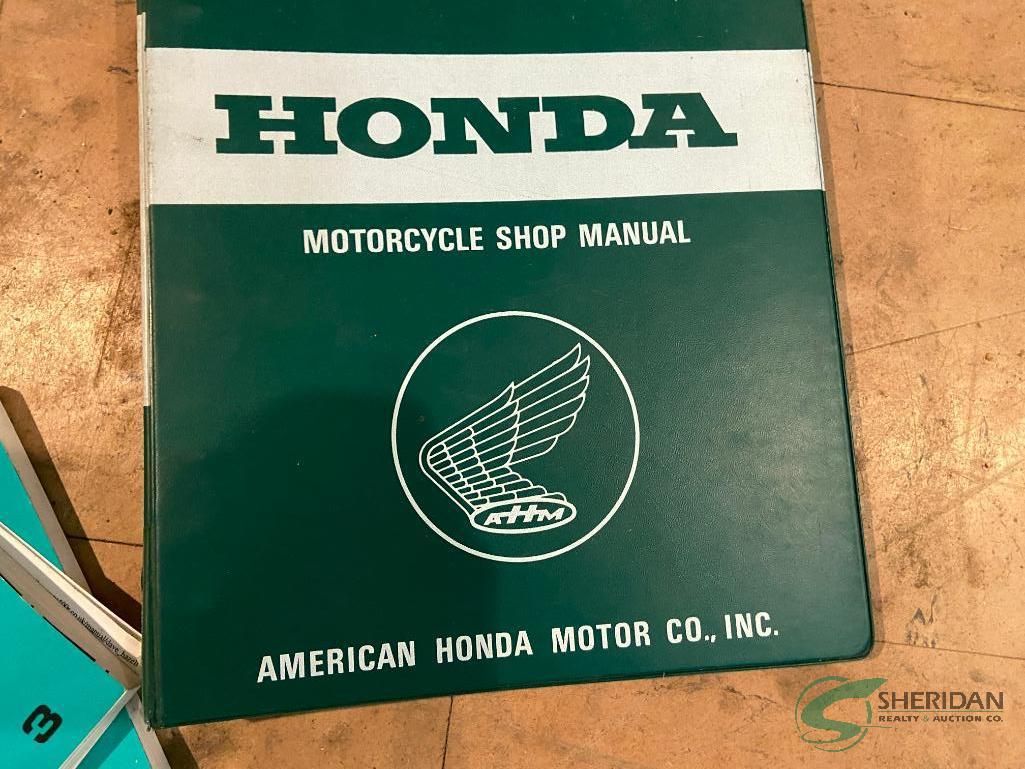 HONDA
MOTORCYCLE SHOP MANUAL
AHM
AMERICAN HONDA MOTOR CO., INC.
3
SHERIDAN
REALTY & AUCTION CO.